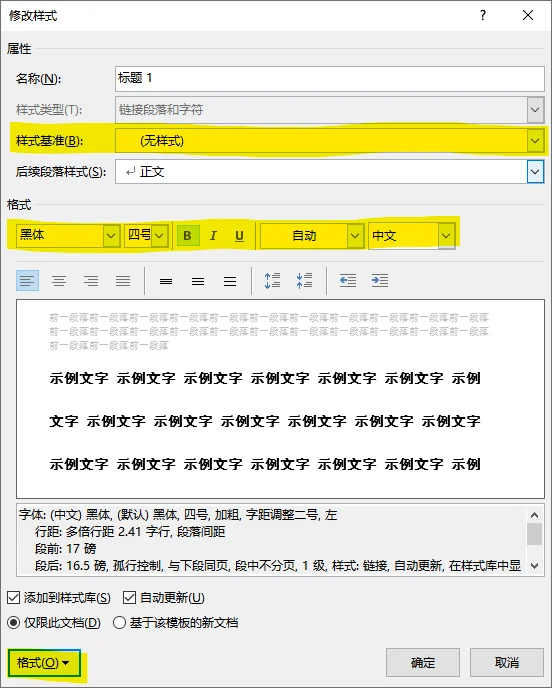 修改样式 ?
属性
名称(N): 标题 1
样式类型(T): 链接段落和字符
样式基准(B): (无样式)
后续段落样式(S): ↵ 正文
格式
黑体 四号 B I U 自动 中文
前一段落前一段落前一段落前一段落前一段落前一段落前一段落前一段落前一段落前一段落前一段落
前一段落前一段落前一段落前一段落前一段落前一段落前一段落前一段落前一段落前一段落前一段落
前一段落前一段落前一段落
示例文字 示例文字 示例文字 示例文字 示例文字 示例文字 示例
文字 示例文字 示例文字 示例文字 示例文字 示例文字 示例文字
示例文字 示例文字 示例文字 示例文字 示例文字 示例文字 示例
字体: (中文) 黑体, (默认) 黑体, 四号, 加粗, 字距调整二号, 左
行距: 多倍行距 2.41 字行, 段落间距
段前: 17 磅
段后: 16.5 磅, 孤行控制, 与下段同页, 段中不分页, 1 级, 样式: 链接, 自动更新, 在样式库中显
添加到样式库(S) 自动更新(U)
仅限此文档(D) 基于该模板的新文档
格式(O) 确定 取消